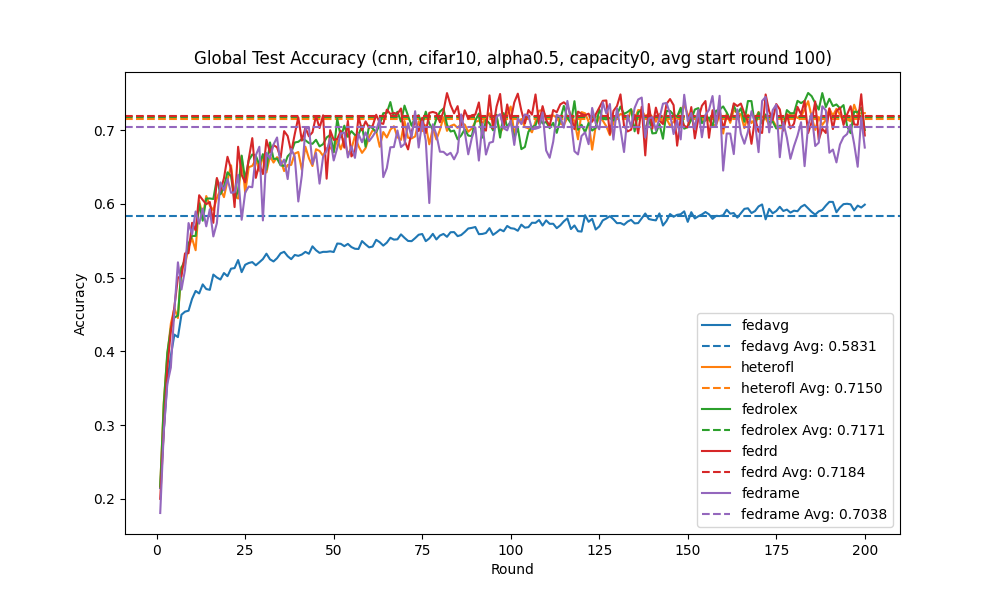 Global Test Accuracy (cnn, cifar10, alpha0.5, capacity0, avg start round 100)
Accuracy
0.7
0.6
0.5
0.4
0.3
0.2
fedavg
fedavg Avg: 0.5831
heterofl
heterofl Avg: 0.7150
fedrolex
fedrolex Avg: 0.7171
fedrd
fedrd Avg: 0.7184
fedrame
fedrame Avg: 0.7038
0 25 50 75 100 125 150 175 200
Round